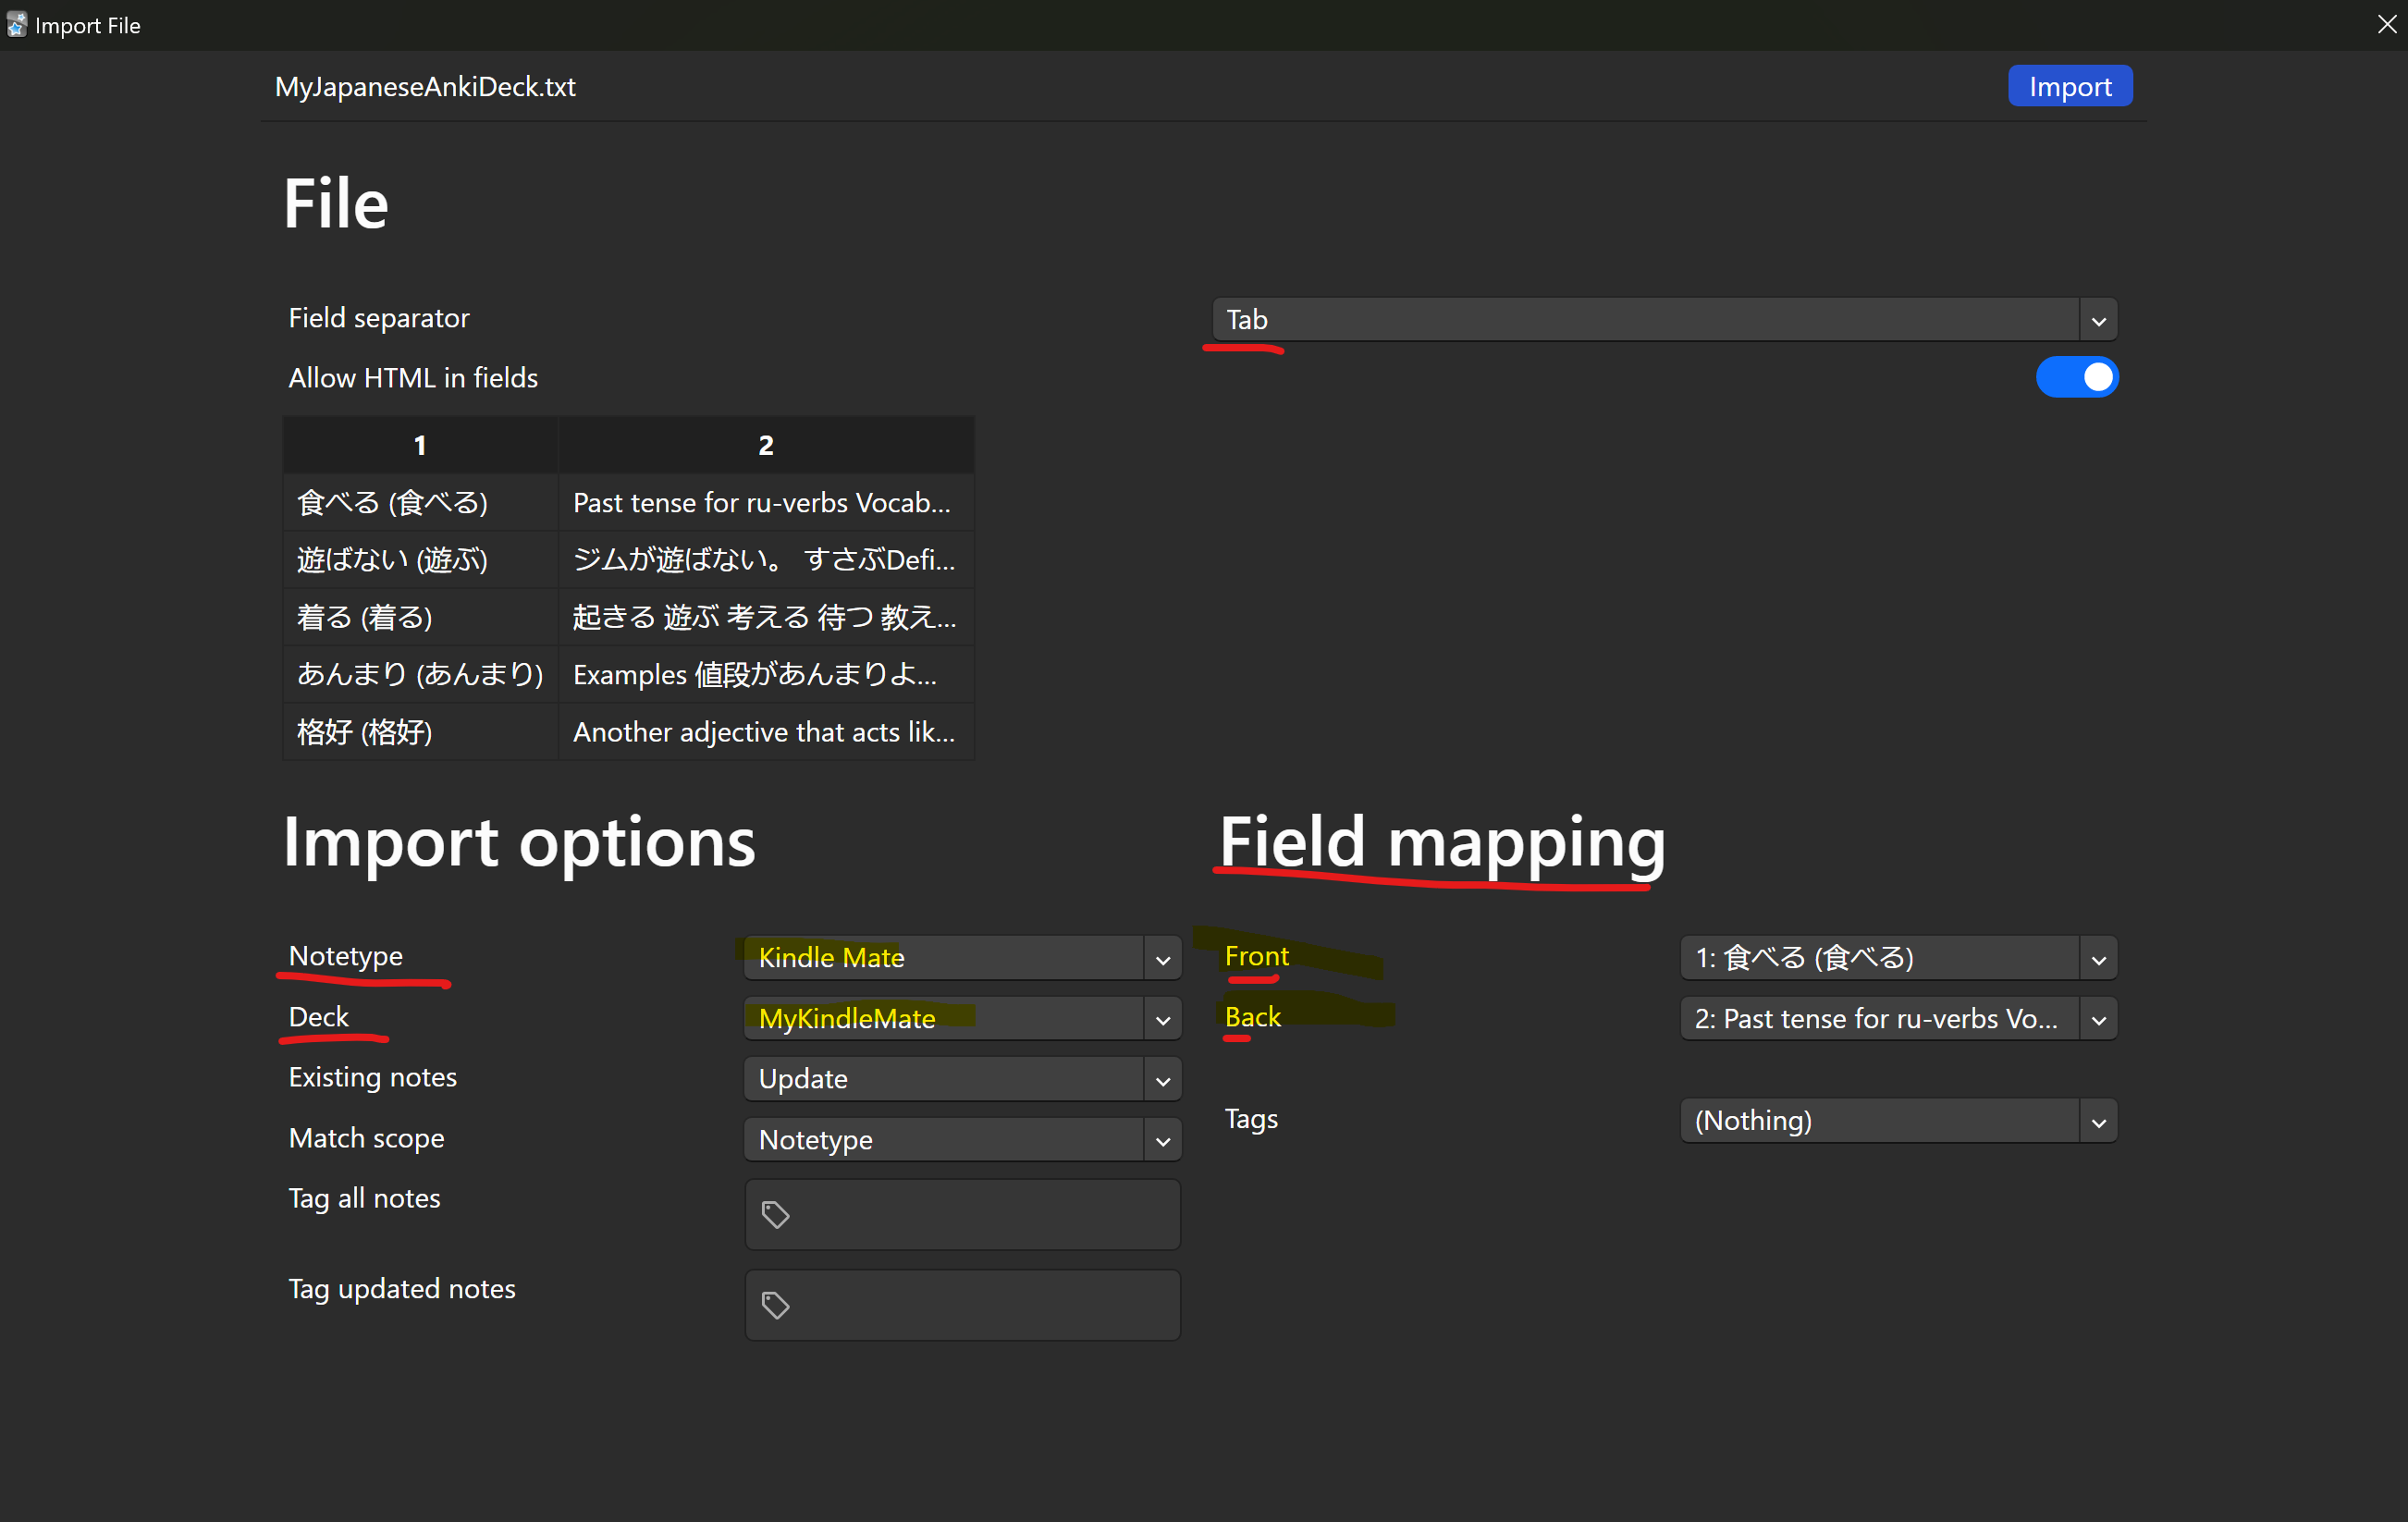 Import File
MyJapaneseAnkiDeck.txt
Import
File
Field separator
Tab
Allow HTML in fields
1 2
食べる (食べる) Past tense for ru-verbs Vocab...
遊ばない (遊ぶ) ジムが遊ばない。 すさぶDefi...
着る (着る) 起きる 遊ぶ 考える 待つ 教え...
あんまり (あんまり) Examples 値段があんまりよ...
格好 (格好) Another adjective that acts lik...
Import options
Notetype Kindle Mate
Deck MyKindleMate
Existing notes Update
Match scope Notetype
Tag all notes
Tag updated notes
Field mapping
Front 1: 食べる (食べる)
Back 2: Past tense for ru-verbs Vo...
Tags (Nothing)